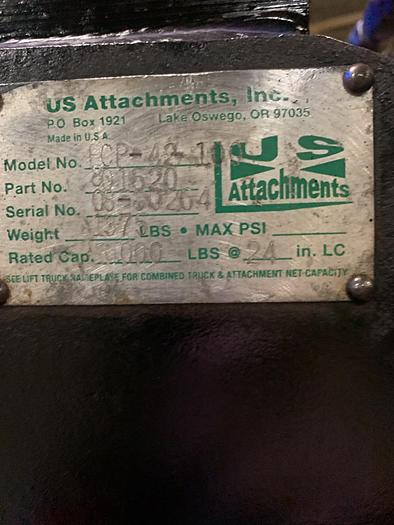 US Attachments, Inc.
P.O. Box 1921 Lake Oswego, OR 97035
Made in U.S.A.
US Attachments
Model No.
Part No.
Serial No.
Weight LBS • MAX PSI
Rated Cap. LBS @ 24 in. LC
SEE LIFT TRUCK NAMEPLATE FOR COMBINED TRUCK & ATTACHMENT NET CAPACITY